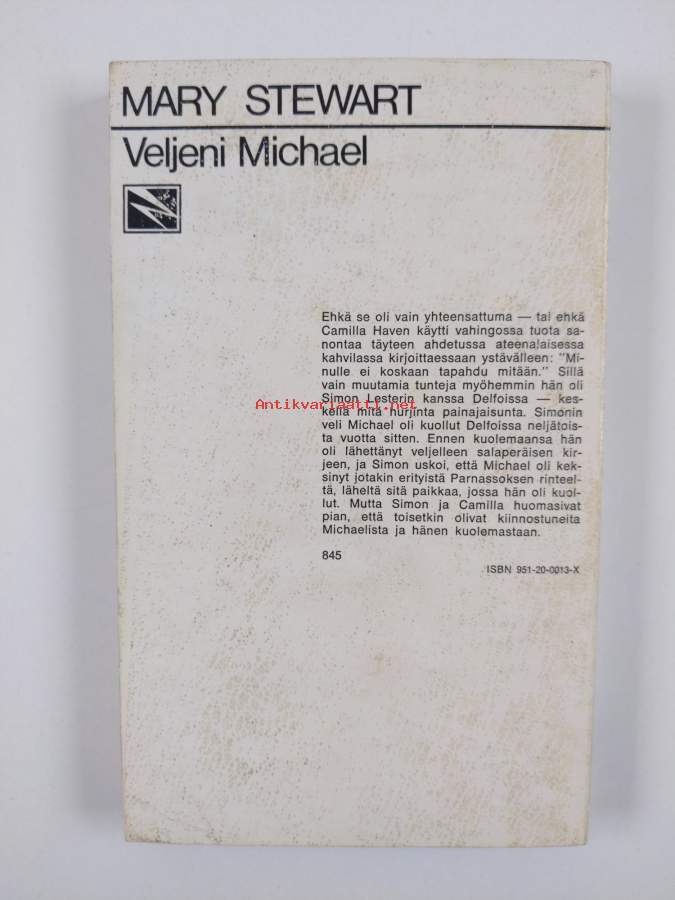 MARY STEWART
Veljeni Michael
Ehkä se oli vain yhteensattuma — tai ehkä
Camilla Haven käytti vahingossa tuota sa-
nontaa täyteen ahdetussa ateenalaisessa
kahvilassa kirjoittaessaan ystävälleen: "Mi-
nulle ei koskaan tapahdu mitään." Sillä
vain muutamia tunteja myöhemmin hän oli
Simon Lesterin kanssa Delfoissa — kes-
kellä mitä hurjinta painajaisunta. Simonin
veli Michael oli kuollut Delfoissa neljätois-
ta vuotta sitten. Ennen kuolemaansa hän
oli lähettänyt veljelleen salaperäisen kir-
jeen, ja Simon uskoi, että Michael oli kek-
sinyt jotakin erityistä Parnassoksen rinteel-
tä, läheltä sitä paikkaa, jossa hän oli kuol-
lut. Mutta Simon ja Camilla huomasivat
pian, että toisetkin olivat kiinnostuneita
Michaelista ja hänen kuolemastaan.
845
ISBN 951-20-0013-X
Antikvariaatti.net